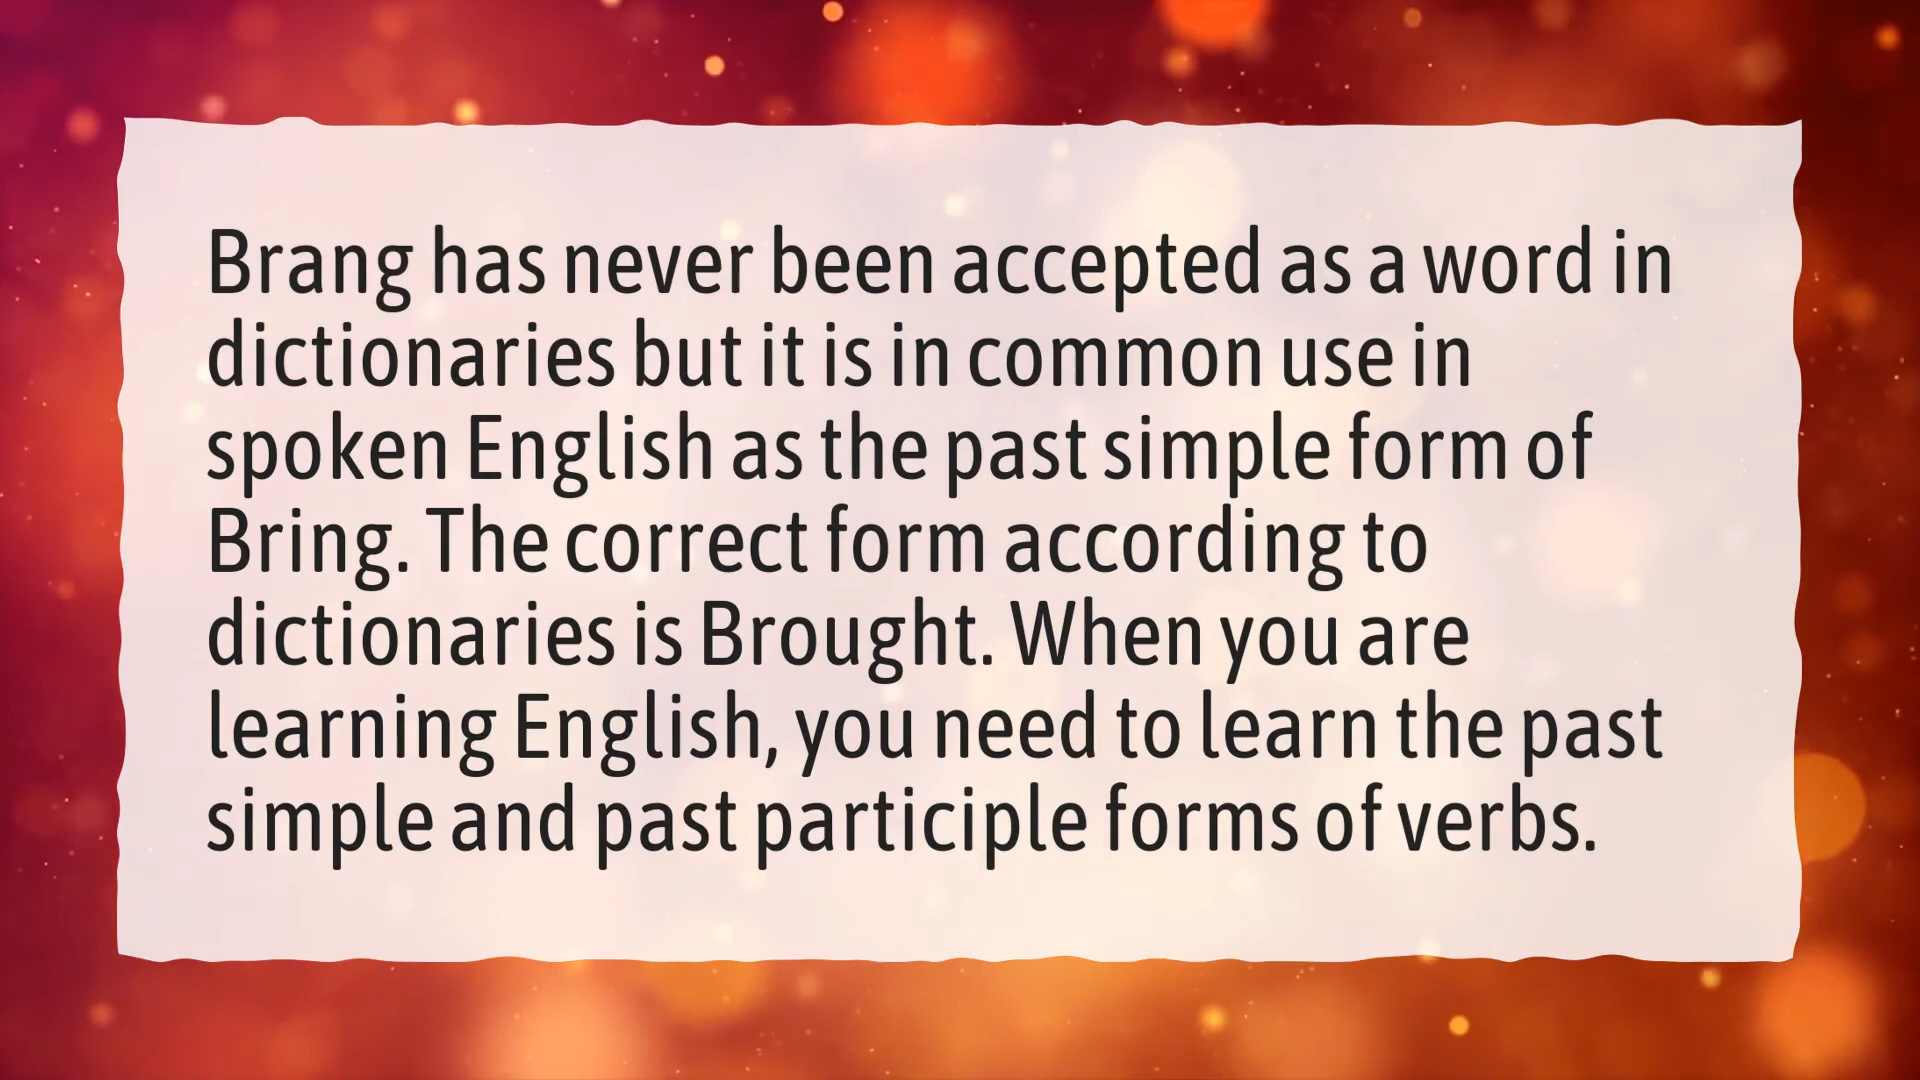 Brang has never been accepted as a word in
dictionaries but it is in common use in
spoken English as the past simple form of
Bring. The correct form according to
dictionaries is Brought. When you are
learning English, you need to learn the past
simple and past participle forms of verbs.